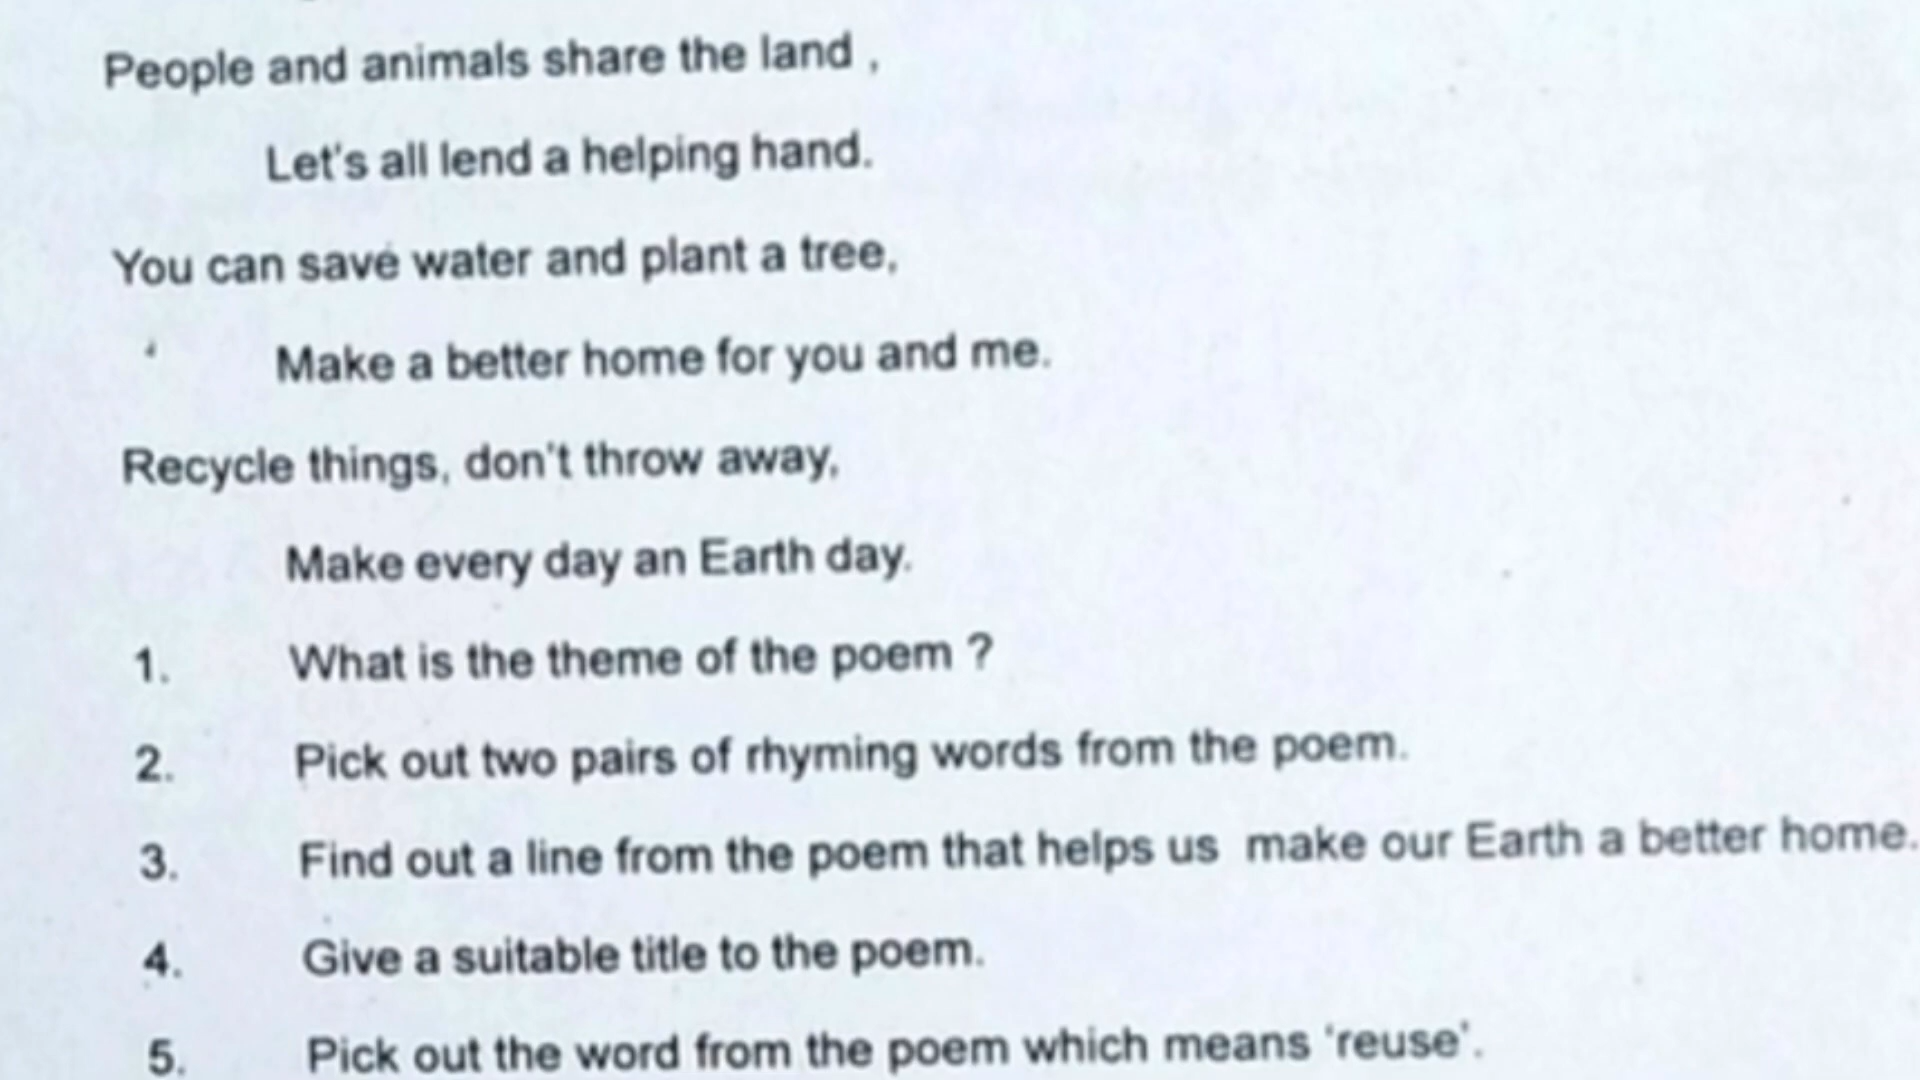 People and animals share the land ,
Let's all lend a helping hand.
You can save water and plant a tree,
Make a better home for you and me.
Recycle things, don't throw away,
Make every day an Earth day.
1. What is the theme of the poem ?
2. Pick out two pairs of rhyming words from the poem.
3. Find out a line from the poem that helps us make our Earth a better home.
4. Give a suitable title to the poem.
5. Pick out the word from the poem which means 'reuse'.